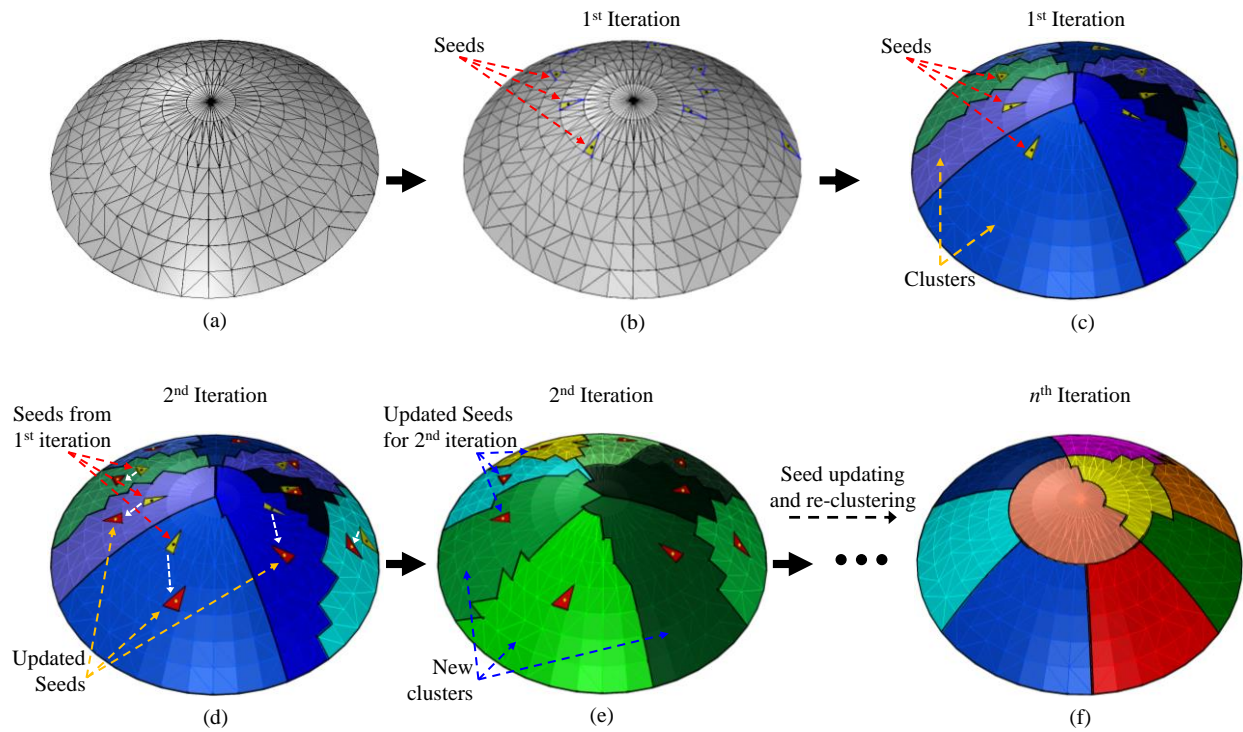 1st Iteration
1st Iteration
Seeds
Seeds
Clusters
(a)
(b)
(c)
2nd Iteration
2nd Iteration
nth Iteration
Seeds from
1st iteration
Updated Seeds
for 2nd iteration
Seed updating
and re-clustering
Updated
Seeds
New
clusters
(d)
(e)
(f)